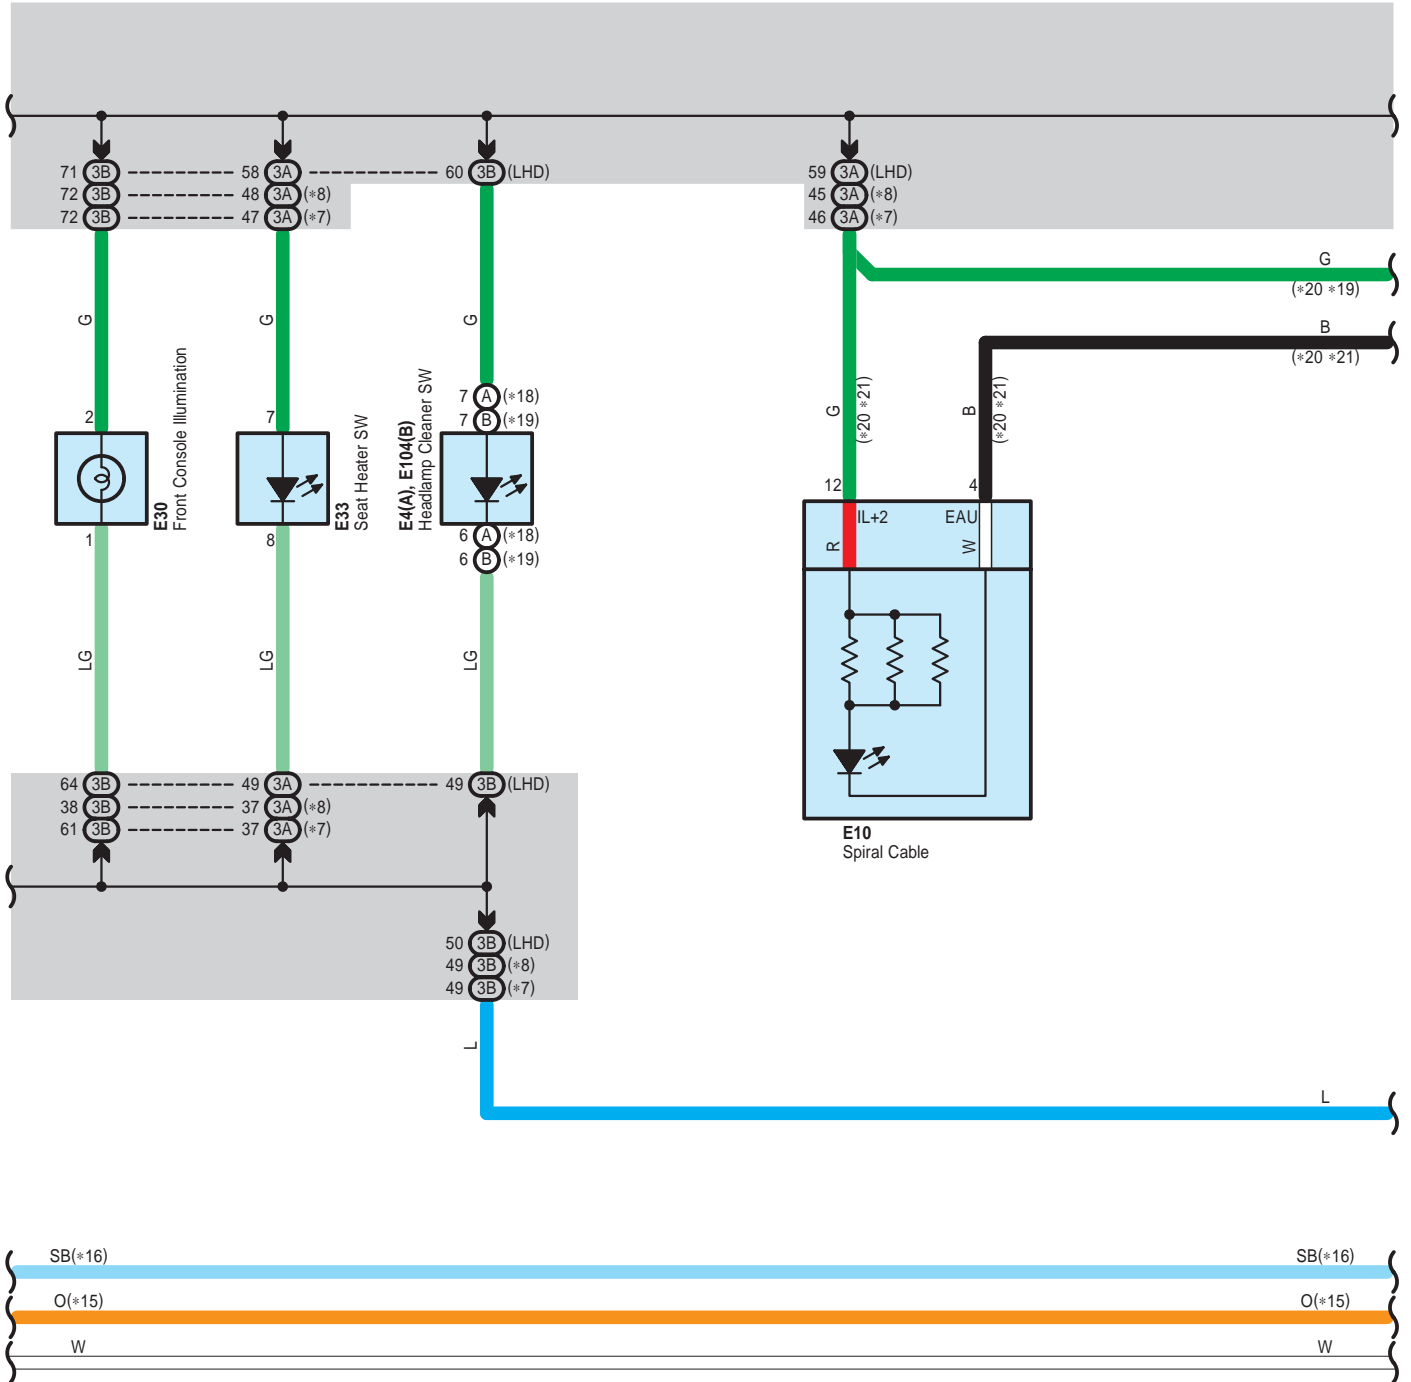 71 3B 58 3A 60 3B (LHD) 59 3A (LHD)
72 3B 48 3A (*8) 45 3A (*8)
72 3B 47 3A (*7) 46 3A (*7)
G
(*20 *19)
B
(*20 *21)
G G G
G (*20 *21) B (*20 *21)
7 A (*18)
7 B (*19)
2 7
E30
Front Console Illumination
E33
Seat Heater SW
E4(A), E104(B)
Headlamp Cleaner SW
12 4
IL+2 EAU
R W
1 8
6 A (*18)
6 B (*19)
LG LG LG
64 3B 49 3A 49 3B (LHD)
38 3B 37 3A (*8)
61 3B 37 3A (*7)
E10
Spiral Cable
50 3B (LHD)
49 3B (*8)
49 3B (*7)
L
L
SB(*16) SB(*16)
O(*15) O(*15)
W W